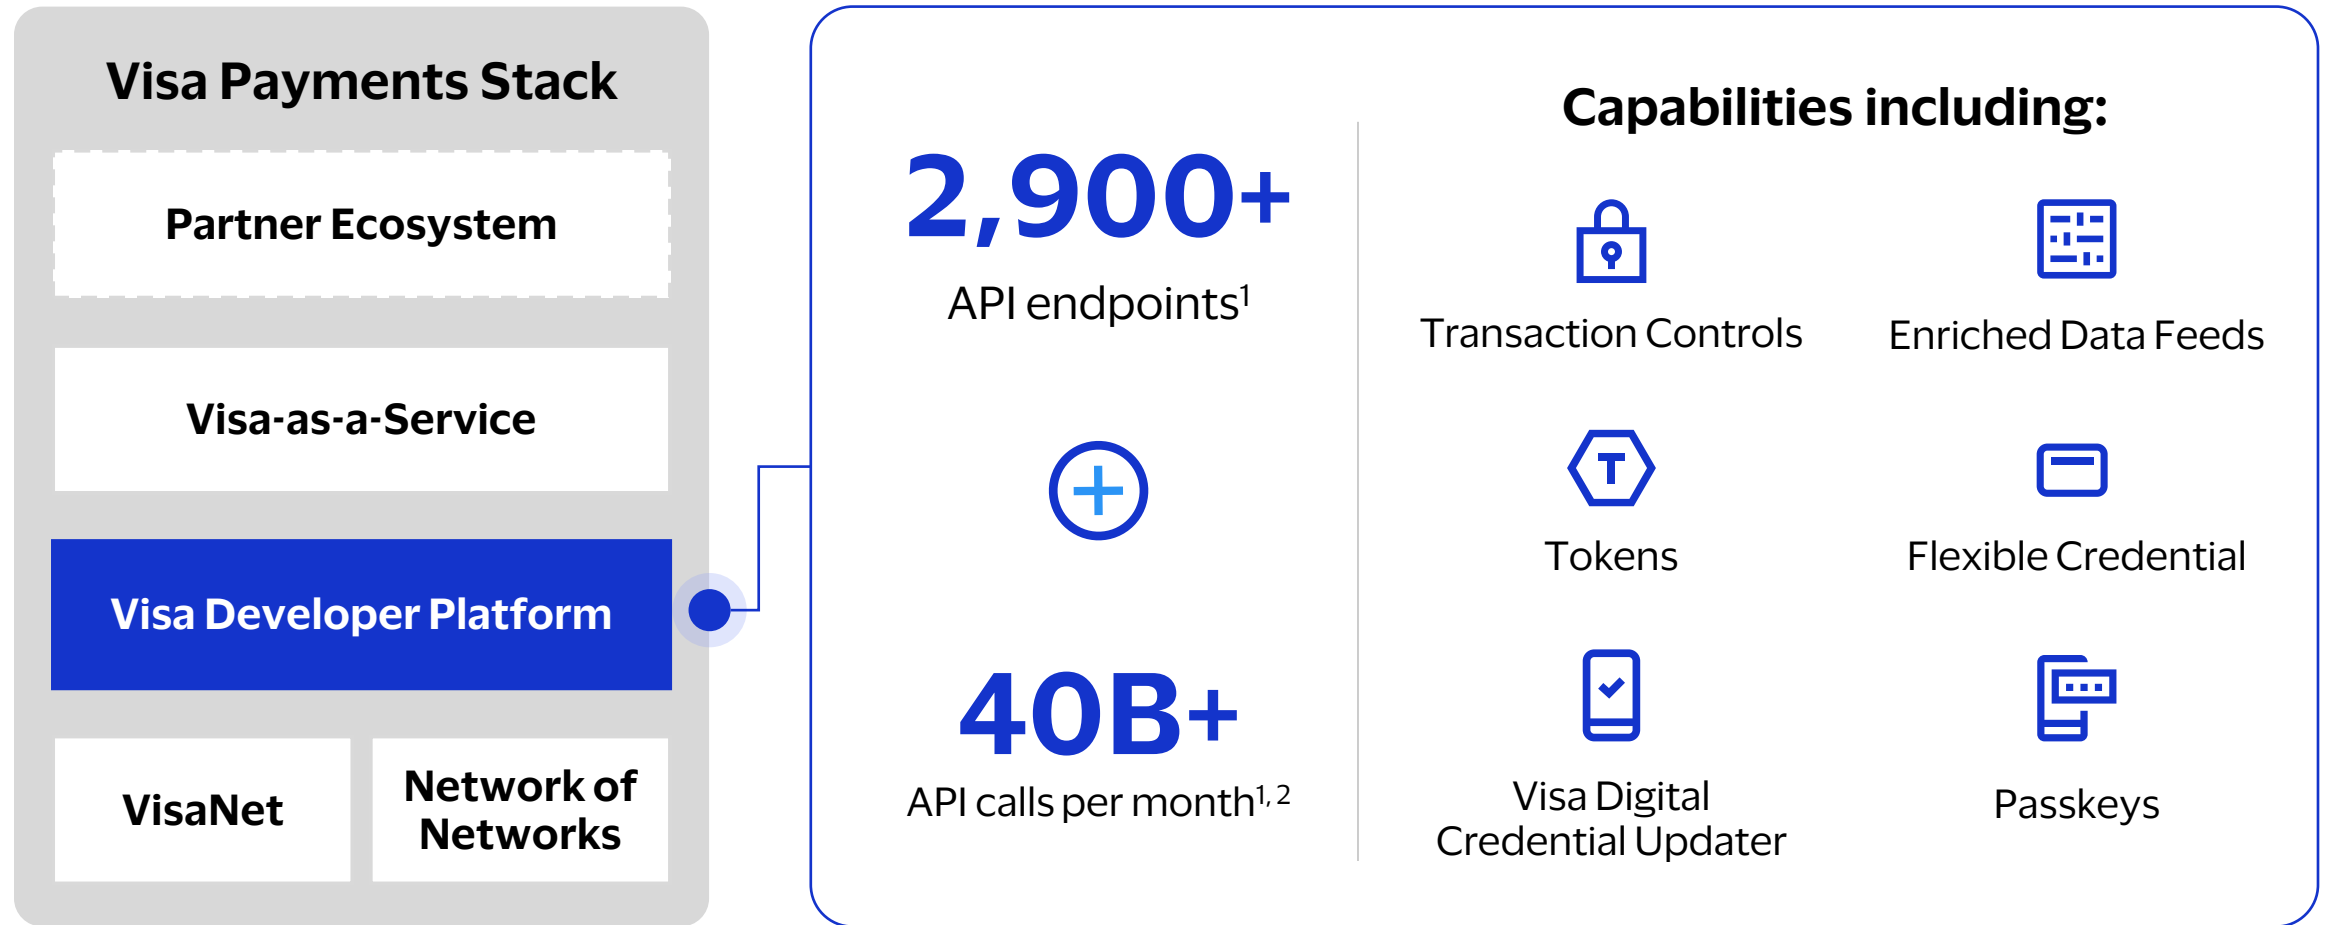 Visa Payments Stack
Partner Ecosystem
Visa-as-a-Service
Visa Developer Platform
VisaNet
Network of
Networks
2,900+
API endpoints¹
40B+
API calls per month¹, ²
Capabilities including:
Transaction Controls
Enriched Data Feeds
T
Tokens
Flexible Credential
Visa Digital
Credential Updater
Passkeys